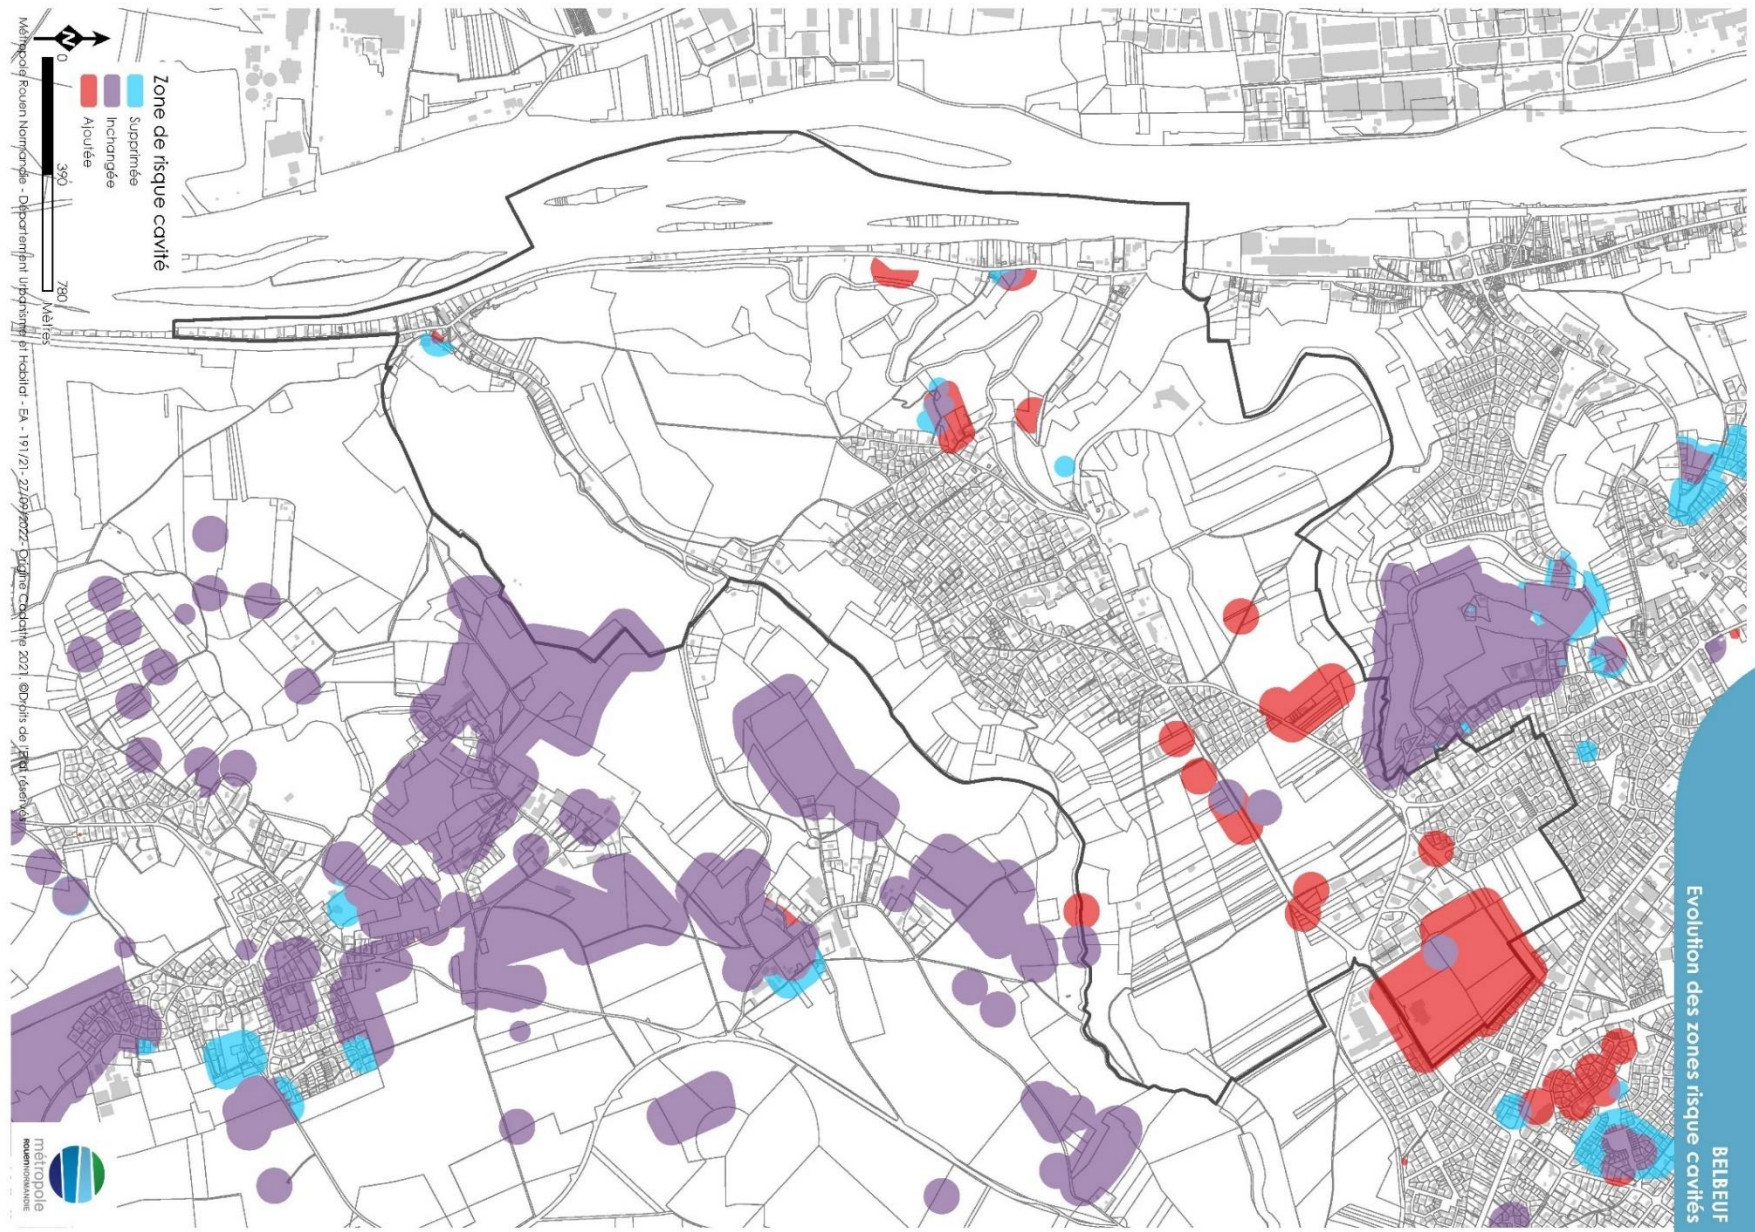 BELBEUF
Evolution des zones risque cavités
Zone de risque cavité
Supprimée
Inchangée
Ajoutée
N
0 390 780
Mètres
Métropole Rouen Normandie - Département Urbanisme et Habitat - EA - 191/21- 27/09/2022- Origine Cadastre 2021 ©Droits de l'Etat réservés
métropole
ROUENNORMANDIE